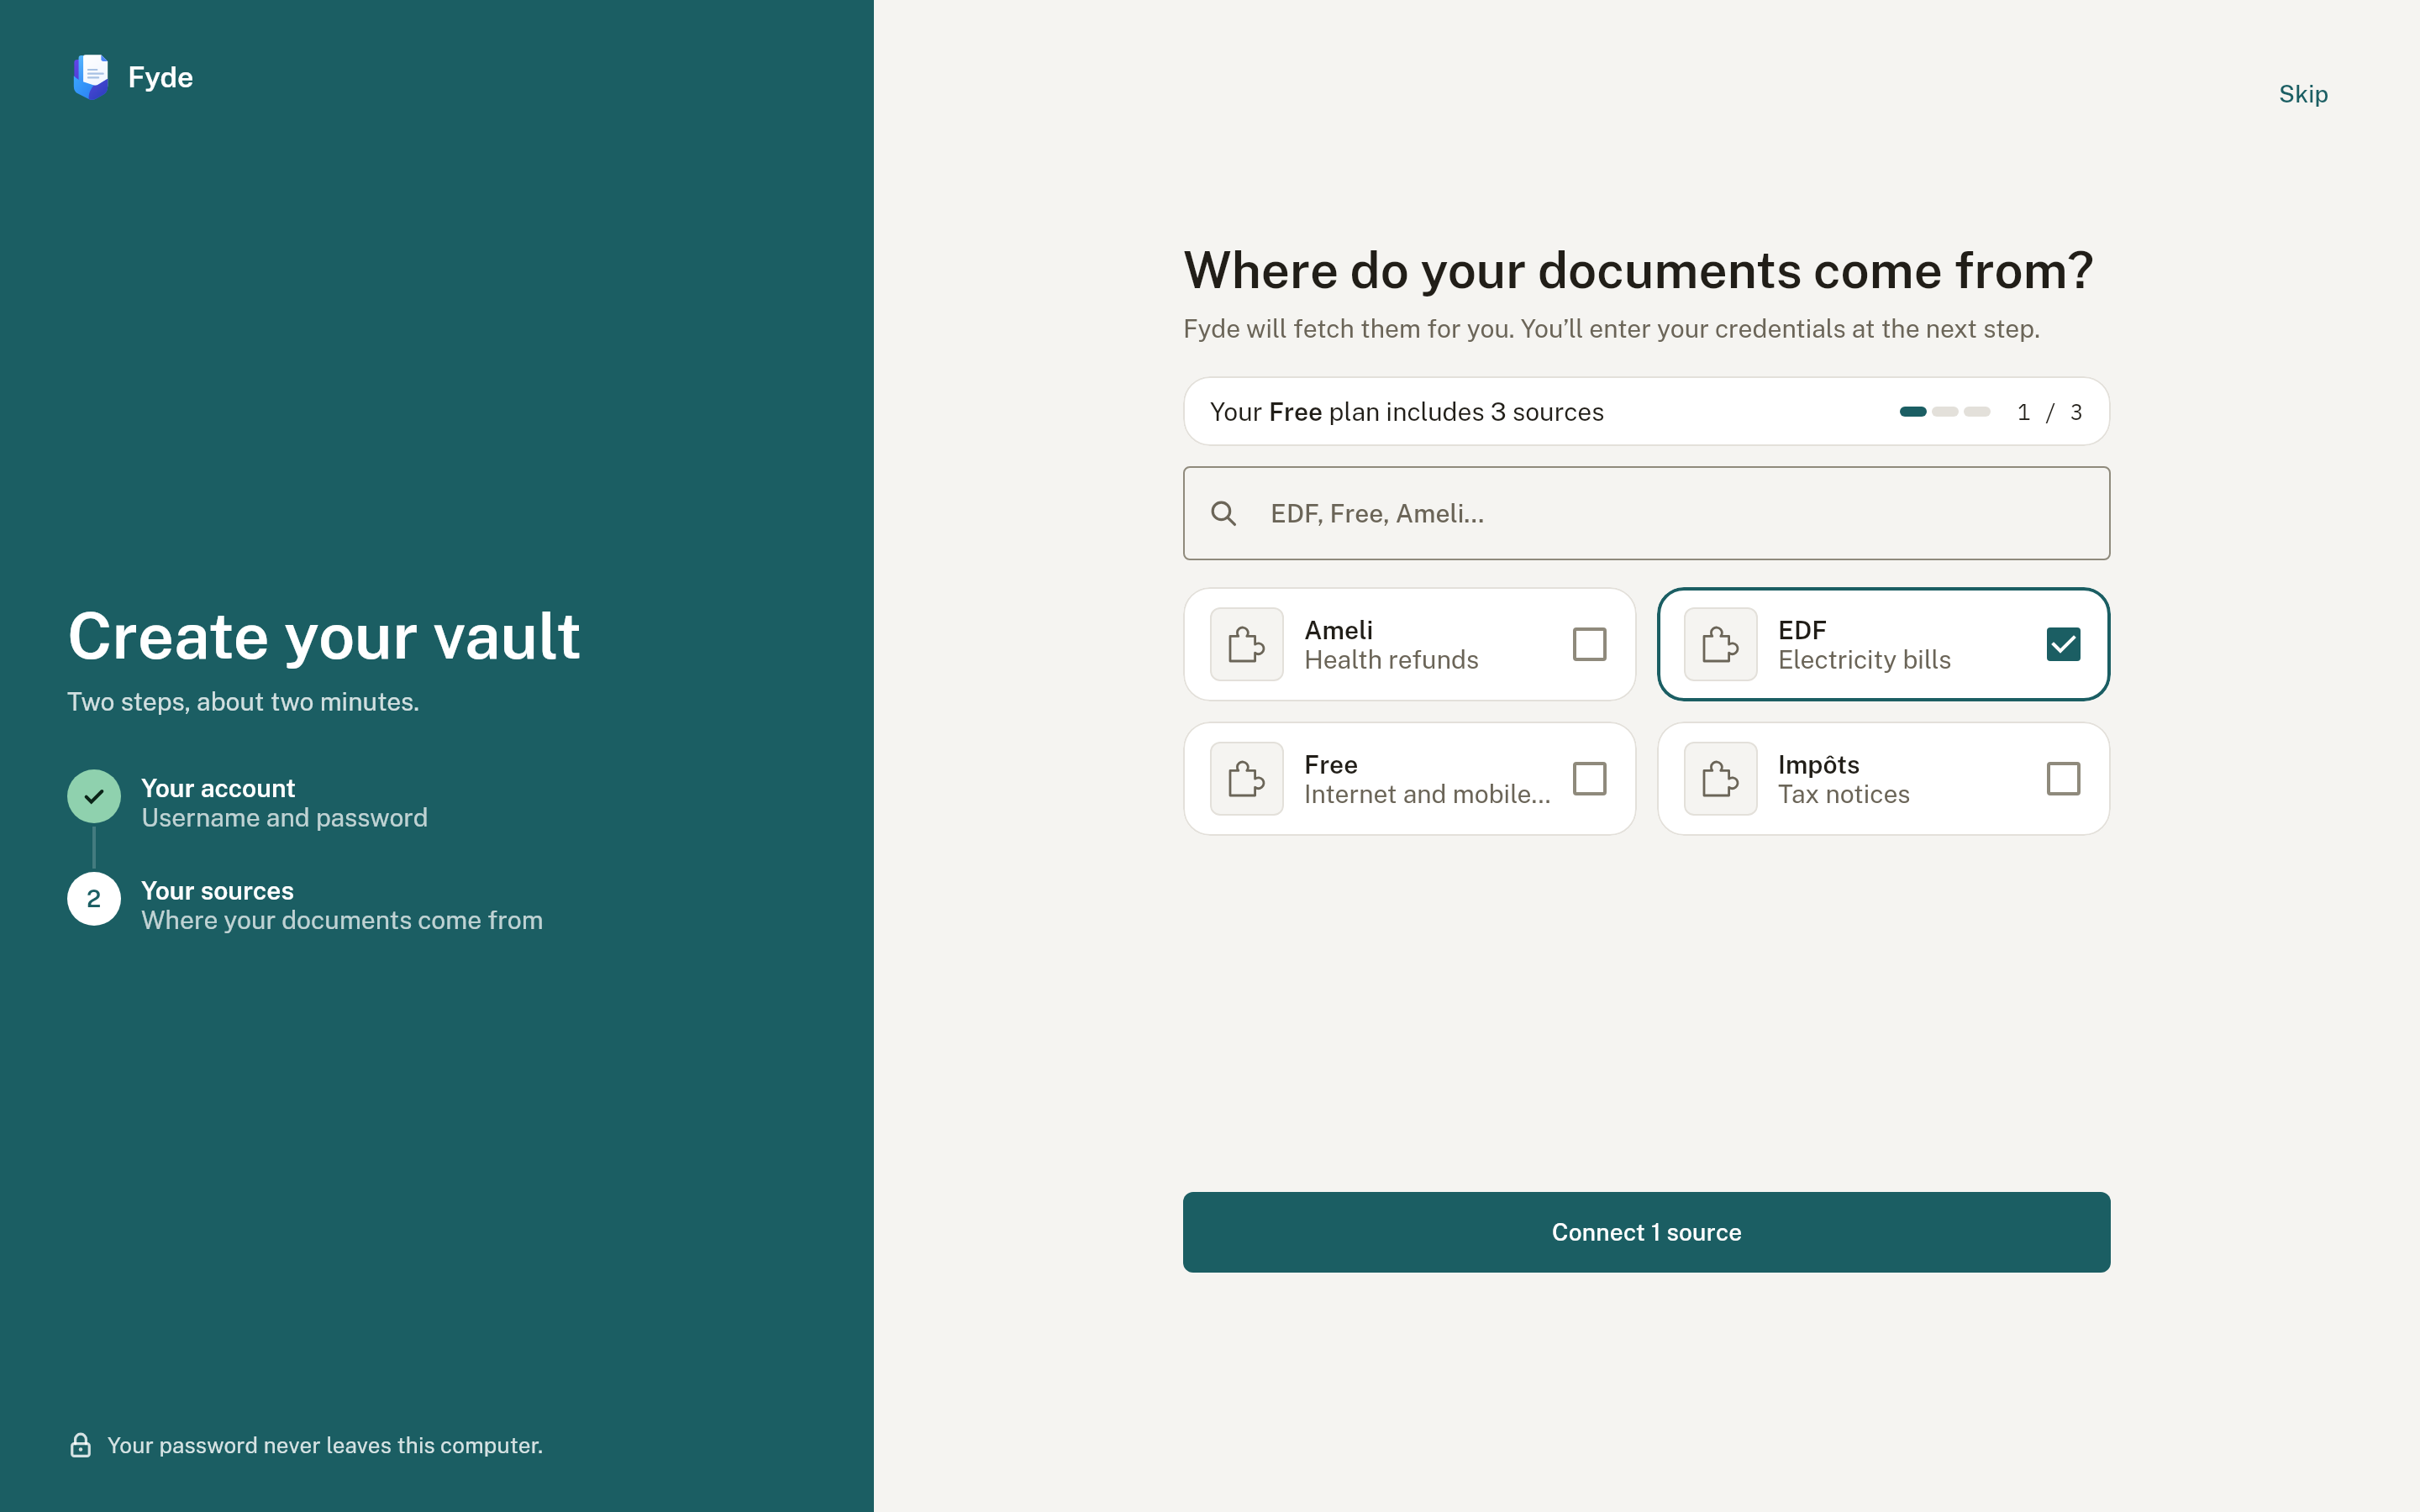 Fyde
Create your vault
Two steps, about two minutes.
Your account
Username and password
2
Your sources
Where your documents come from
Your password never leaves this computer.
Skip
Where do your documents come from?
Fyde will fetch them for you. You’ll enter your credentials at the next step.
Your Free plan includes 3 sources
1 / 3
EDF, Free, Ameli...
Ameli
Health refunds
EDF
Electricity bills
Free
Internet and mobile...
Impôts
Tax notices
Connect 1 source